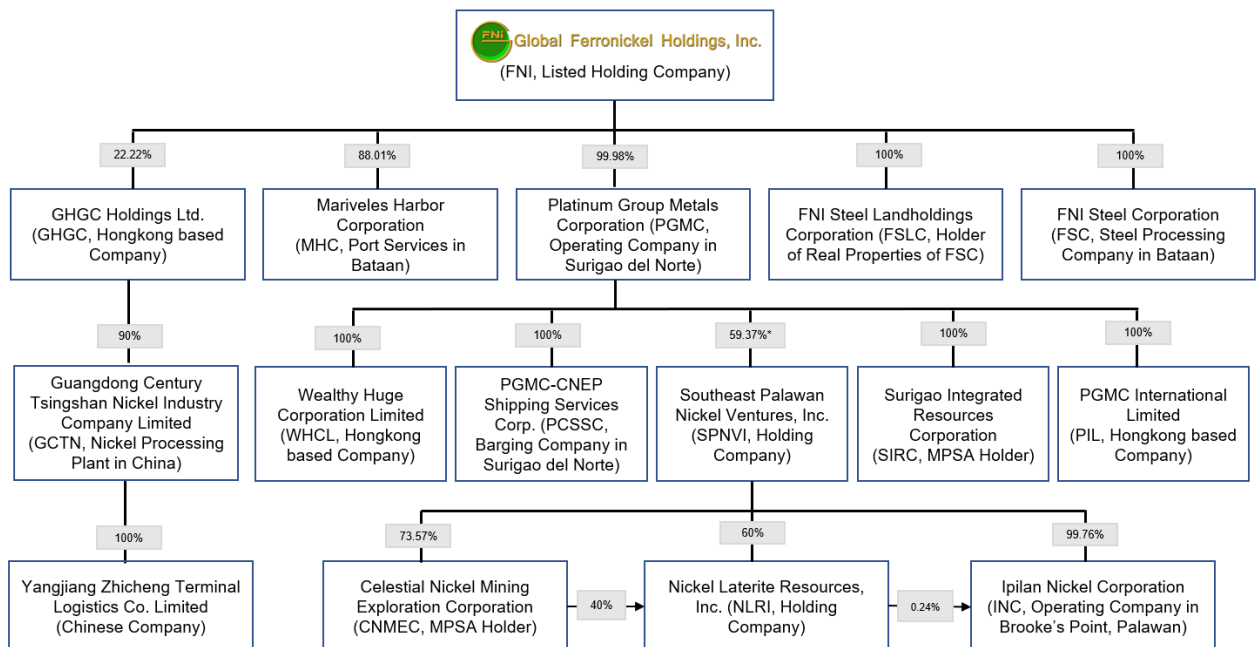 FNi
Global Ferronickel Holdings, Inc.
(FNI, Listed Holding Company)
22.22%
88.01%
99.98%
100%
100%
GHGC Holdings Ltd.
(GHGC, Hongkong based
Company)
Mariveles Harbor
Corporation
(MHC, Port Services in
Bataan)
Platinum Group Metals
Corporation (PGMC,
Operating Company in
Surigao del Norte)
FNI Steel Landholdings
Corporation (FSLC, Holder
of Real Properties of FSC)
FNI Steel Corporation
(FSC, Steel Processing
Company in Bataan)
90%
100%
100%
59.37%*
100%
100%
Guangdong Century
Tsingshan Nickel Industry
Company Limited
(GCTN, Nickel Processing
Plant in China)
Wealthy Huge
Corporation Limited
(WHCL, Hongkong
based Company)
PGMC-CNEP
Shipping Services
Corp. (PCSSC,
Barging Company in
Surigao del Norte)
Southeast Palawan
Nickel Ventures, Inc.
(SPNVI, Holding
Company)
Surigao Integrated
Resources
Corporation
(SIRC, MPSA Holder)
PGMC International
Limited
(PIL, Hongkong based
Company)
100%
73.57%
60%
99.76%
Yangjiang Zhicheng Terminal
Logistics Co. Limited
(Chinese Company)
Celestial Nickel Mining
Exploration Corporation
(CNMEC, MPSA Holder)
40%
Nickel Laterite Resources,
Inc. (NLRI, Holding
Company)
0.24%
Ipilan Nickel Corporation
(INC, Operating Company in
Brooke's Point, Palawan)